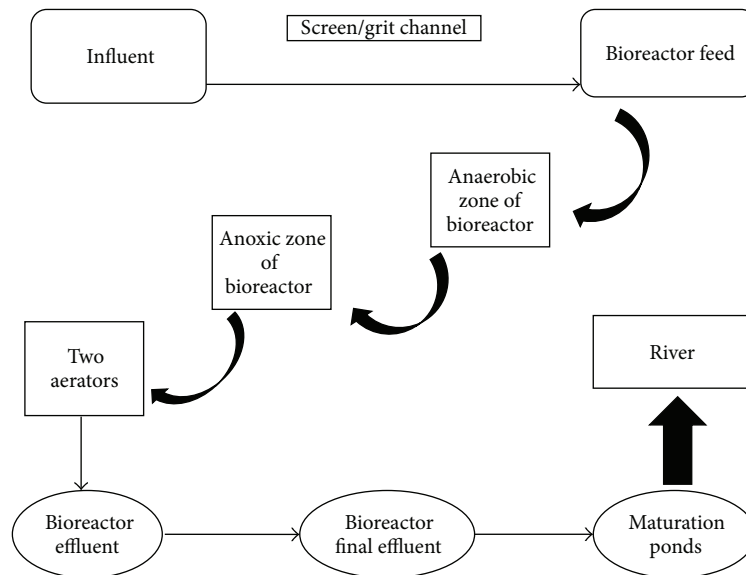 Screen/grit channel
Influent
Bioreactor feed
Anaerobic
zone of
bioreactor
Anoxic zone
of
bioreactor
Two
aerators
River
Bioreactor
effluent
Bioreactor
final effluent
Maturation
ponds